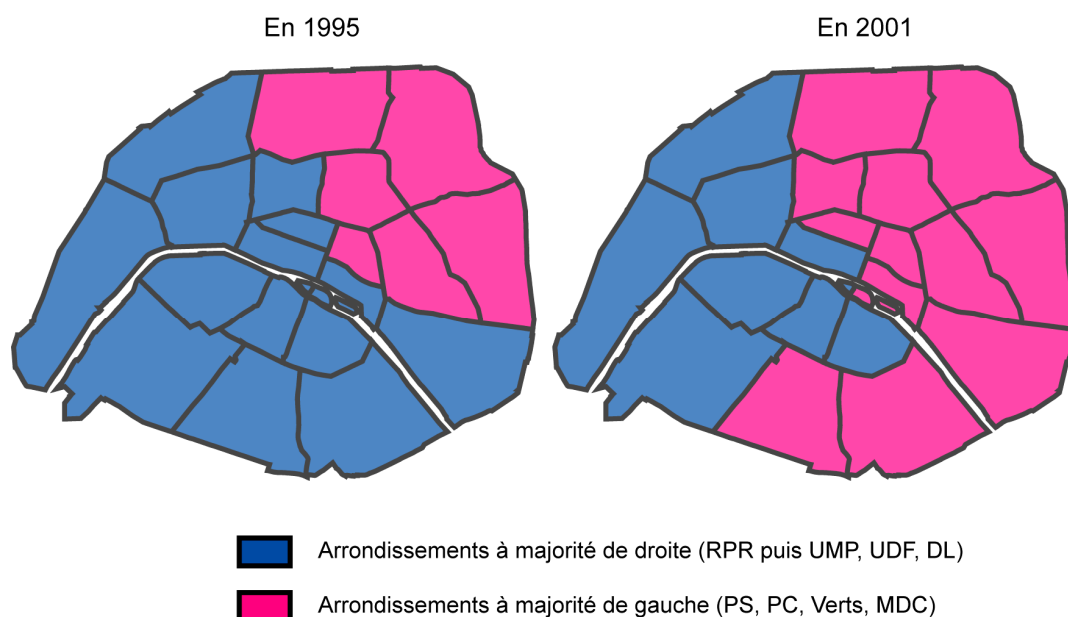 En 1995
En 2001
Arrondissements à majorité de droite (RPR puis UMP, UDF, DL)
Arrondissements à majorité de gauche (PS, PC, Verts, MDC)